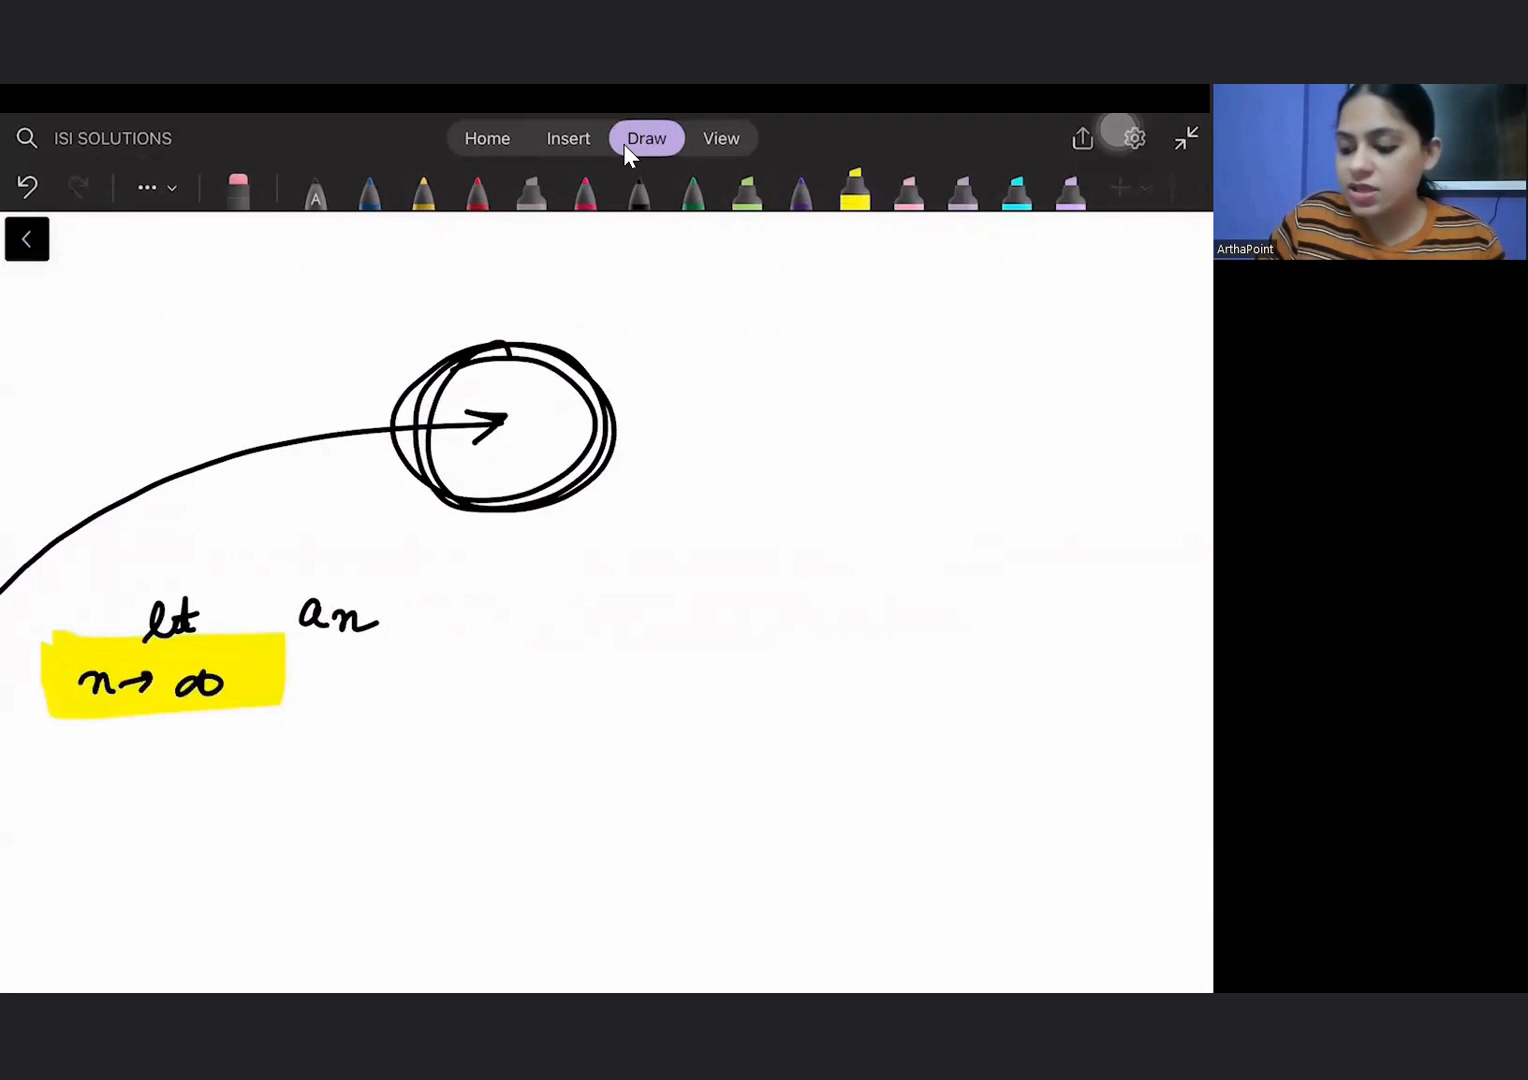 ISI SOLUTIONS
Home Insert Draw View
A
ArthaPoint
lt an
n→ ∞